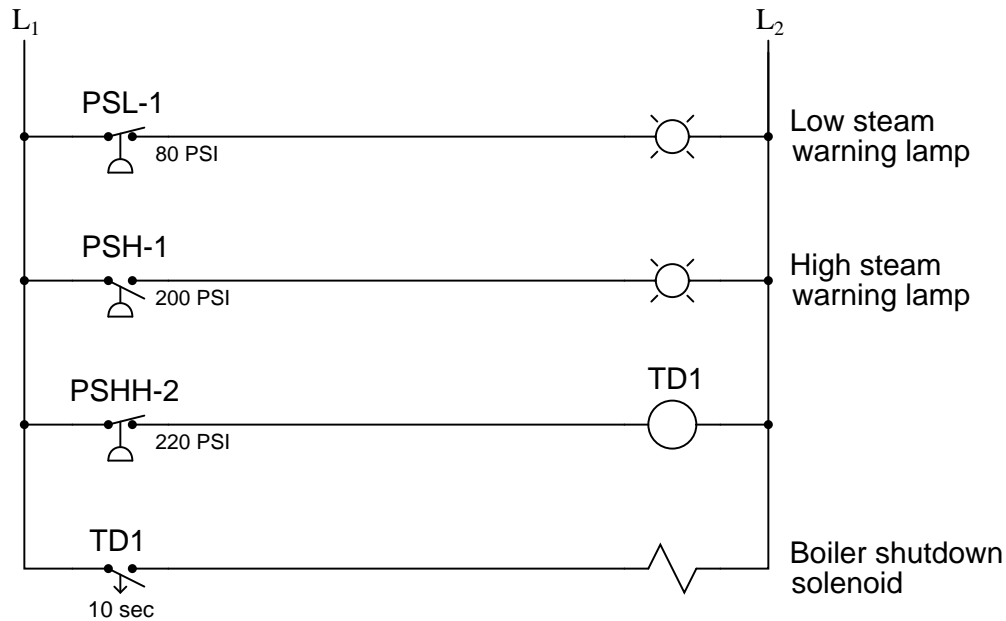 L1
L2
PSL-1
80 PSI
Low steam
warning lamp
PSH-1
200 PSI
High steam
warning lamp
PSHH-2
220 PSI
TD1
TD1
10 sec
Boiler shutdown
solenoid